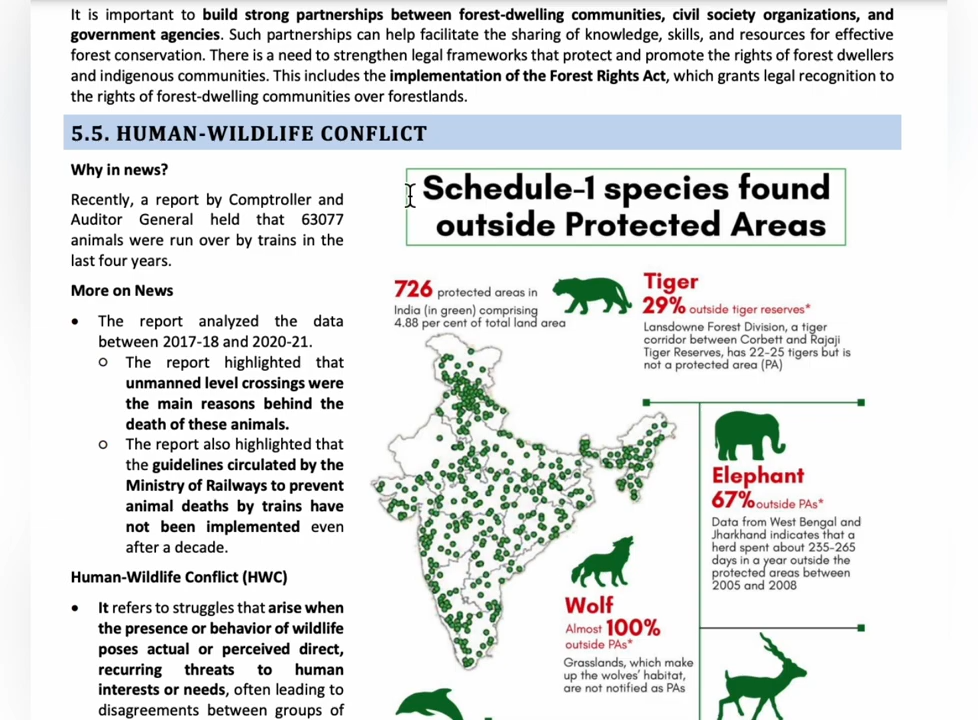 It is important to build strong partnerships between forest-dwelling communities, civil society organizations, and
government agencies. Such partnerships can help facilitate the sharing of knowledge, skills, and resources for effective
forest conservation. There is a need to strengthen legal frameworks that protect and promote the rights of forest dwellers
and indigenous communities. This includes the implementation of the Forest Rights Act, which grants legal recognition to
the rights of forest-dwelling communities over forestlands.
5.5. HUMAN-WILDLIFE CONFLICT
Why in news?
Recently, a report by Comptroller and
Auditor General held that 63077
animals were run over by trains in the
last four years.
More on News
• The report analyzed the data
between 2017-18 and 2020-21.
o The report highlighted that
unmanned level crossings were
the main reasons behind the
death of these animals.
o The report also highlighted that
the guidelines circulated by the
Ministry of Railways to prevent
animal deaths by trains have
not been implemented even
after a decade.
Human-Wildlife Conflict (HWC)
• It refers to struggles that arise when
the presence or behavior of wildlife
poses actual or perceived direct,
recurring threats to human
interests or needs, often leading to
disagreements between groups of
Schedule-1 species found
outside Protected Areas
726 protected areas in
India (in green) comprising
4.88 per cent of total land area
Tiger
29% outside tiger reserves*
Lansdowne Forest Division, a tiger
corridor between Corbett and Rajaji
Tiger Reserves, has 22-25 tigers but is
not a protected area (PA)
Elephant
67% outside PAs*
Data from West Bengal and
Jharkhand indicates that a
herd spent about 235-265
days in a year outside the
protected areas between
2005 and 2008
Wolf
Almost 100%
outside PAs*
Grasslands, which make
up the wolves' habitat,
are not notified as PAs